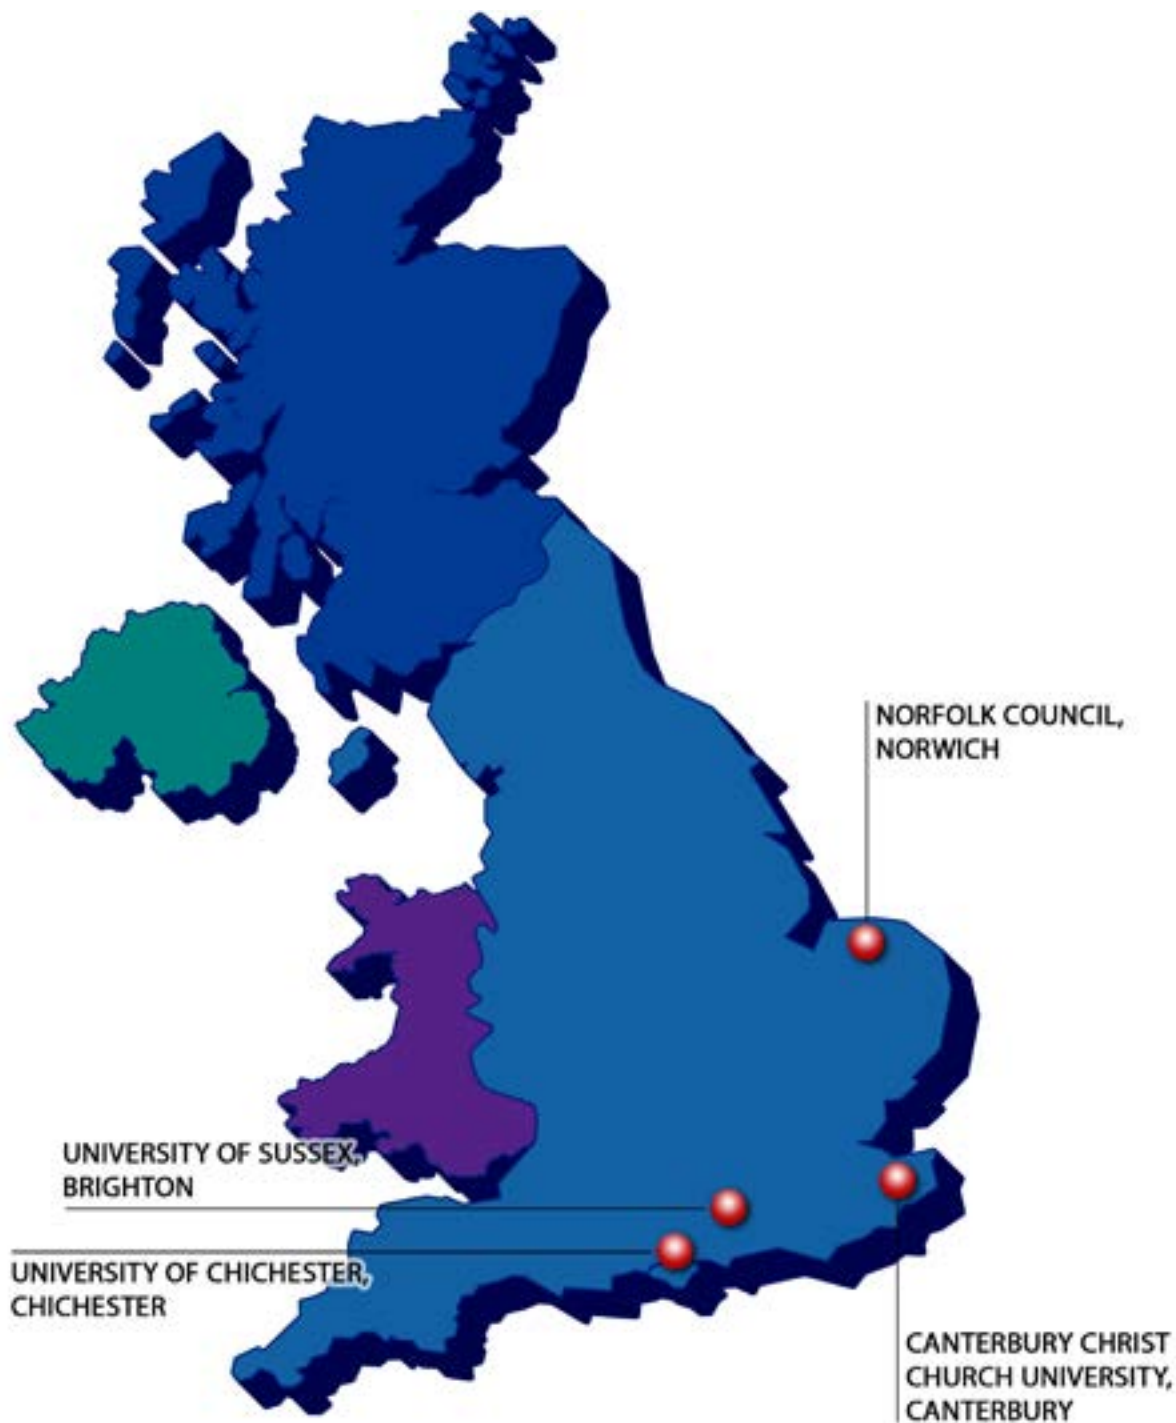 NORFOLK COUNCIL,
NORWICH
UNIVERSITY OF SUSSEX,
BRIGHTON
UNIVERSITY OF CHICHESTER,
CHICHESTER
CANTERBURY CHRIST
CHURCH UNIVERSITY,
CANTERBURY